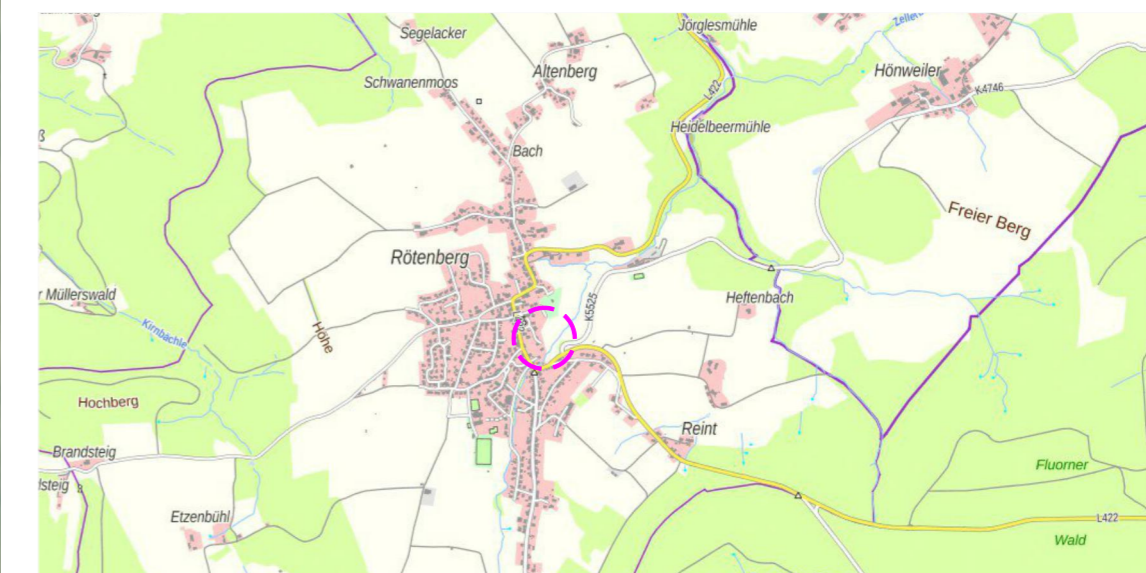 Segelacker
Jörglesmühle
Altenberg
Hönweiler
Schwanenmoos
L422
K4746
Heidelbeermühle
Bach
Freier Berg
Rötenberg
r Müllerswald
Heftenbach
K5525
Kirnbächle
Höhe
Hochberg
Reint
Brandsteig
Fluorner
dsteig
Etzenbühl
L422
Wald